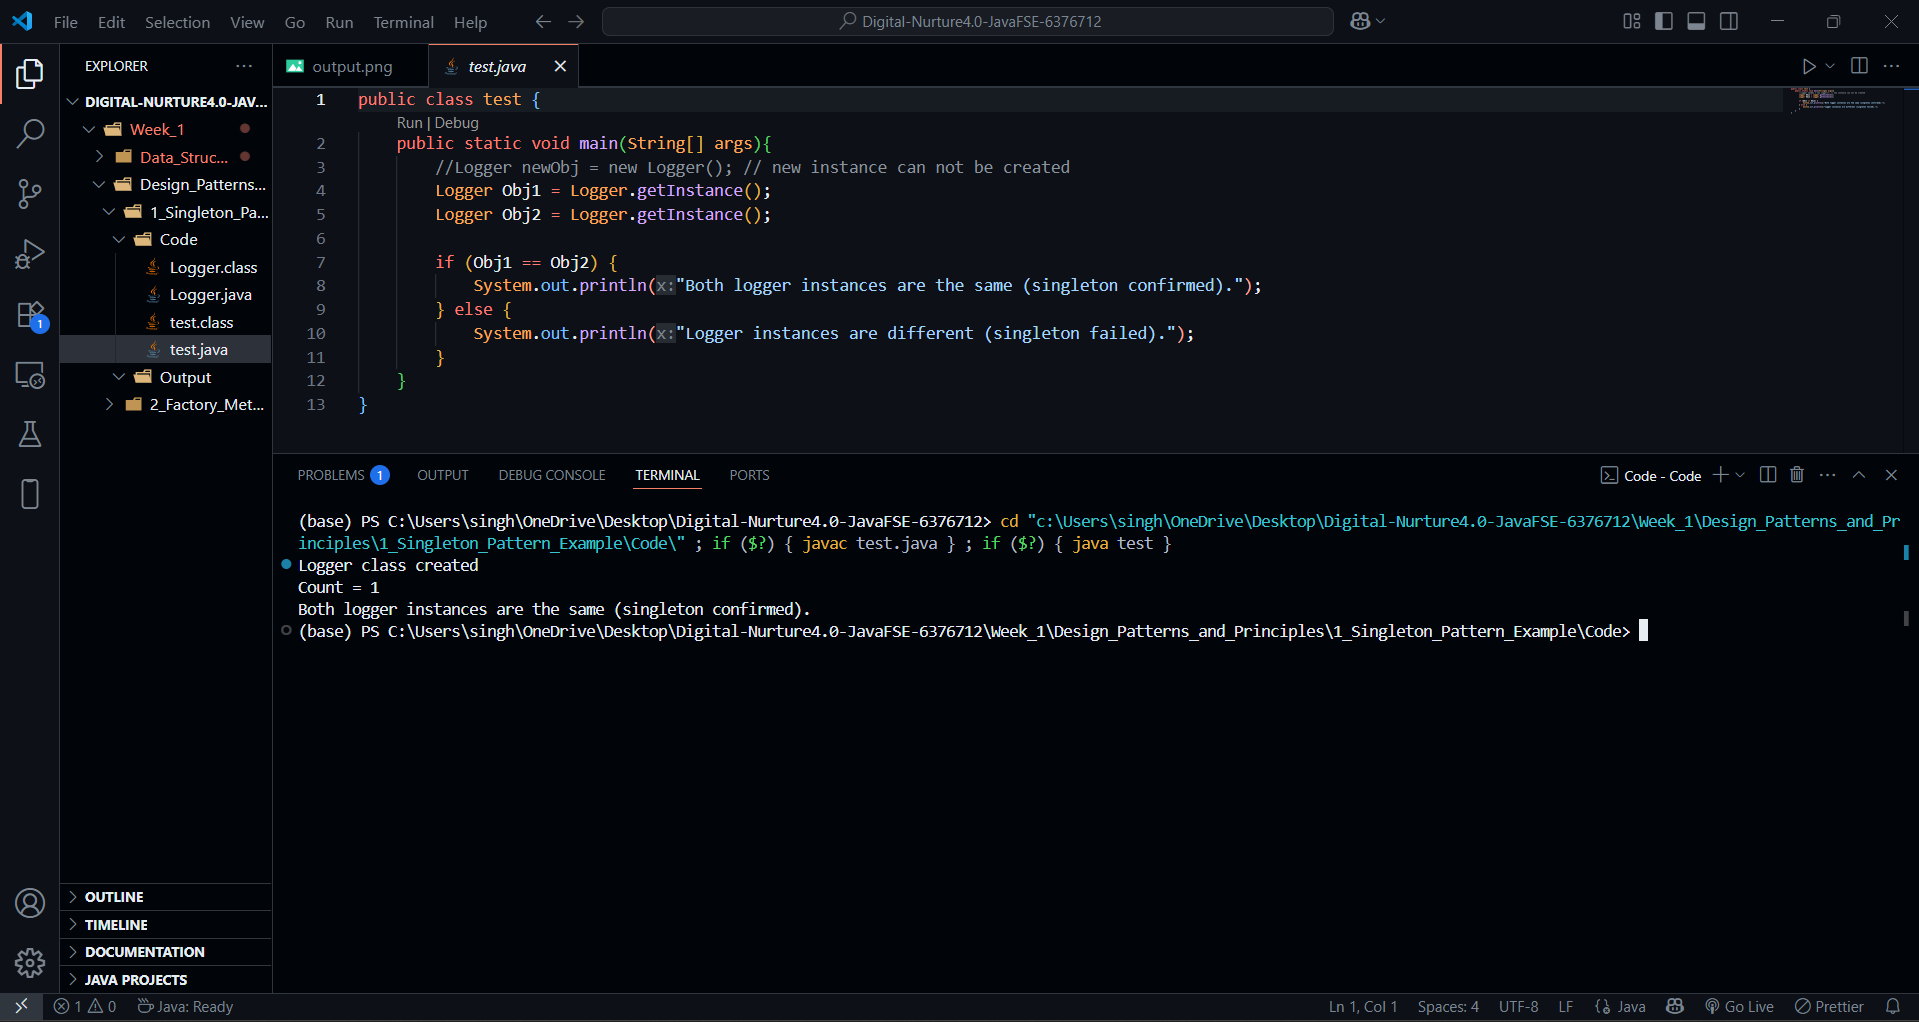 File Edit Selection View Go Run Terminal Help
Digital-Nurture4.0-JavaFSE-6376712
EXPLORER
DIGITAL-NURTURE4.0-JAV...
Week_1
Data_Struc...
Design_Patterns...
1_Singleton_Pa...
Code
Logger.class
Logger.java
test.class
test.java
Output
2_Factory_Met...
OUTLINE
TIMELINE
DOCUMENTATION
JAVA PROJECTS
1
output.png test.java
1 public class test {
Run | Debug
2 public static void main(String[] args){
3 //Logger newObj = new Logger(); // new instance can not be created
4 Logger Obj1 = Logger.getInstance();
5 Logger Obj2 = Logger.getInstance();
6
7 if (Obj1 == Obj2) {
8 System.out.println(x:"Both logger instances are the same (singleton confirmed).");
9 } else {
10 System.out.println(x:"Logger instances are different (singleton failed).");
11 }
12 }
13 }
PROBLEMS 1 OUTPUT DEBUG CONSOLE TERMINAL PORTS
Code - Code
(base) PS C:\Users\singh\OneDrive\Desktop\Digital-Nurture4.0-JavaFSE-6376712> cd "c:\Users\singh\OneDrive\Desktop\Digital-Nurture4.0-JavaFSE-6376712\Week_1\Design_Patterns_and_Pr
inciples\1_Singleton_Pattern_Example\Code\" ; if ($?) { javac test.java } ; if ($?) { java test }
Logger class created
Count = 1
Both logger instances are the same (singleton confirmed).
(base) PS C:\Users\singh\OneDrive\Desktop\Digital-Nurture4.0-JavaFSE-6376712\Week_1\Design_Patterns_and_Principles\1_Singleton_Pattern_Example\Code>
1 0 Java: Ready
Ln 1, Col 1 Spaces: 4 UTF-8 LF {} Java Go Live Prettier